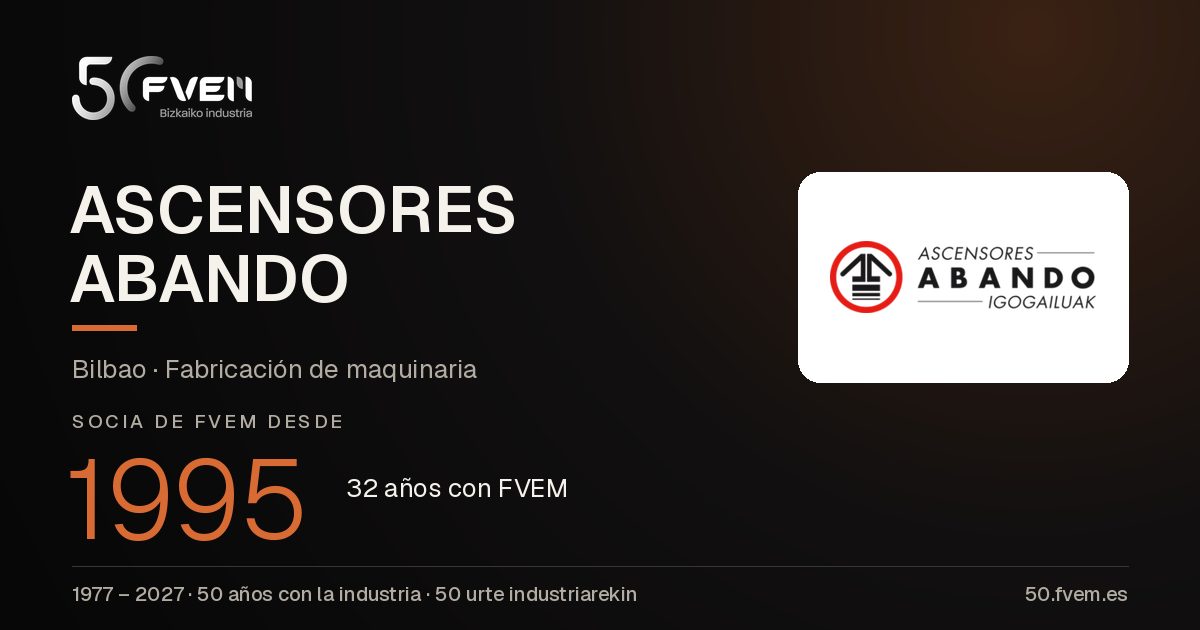 50 FVEM
Bizkaiko industria
ASCENSORES
ABANDO
ASCENSORES
ABANDO
IGOGAILUAK
Bilbao · Fabricación de maquinaria
SOCIA DE FVEM DESDE
1995
32 años con FVEM
1977 – 2027 · 50 años con la industria · 50 urte industriarekin
50.fvem.es